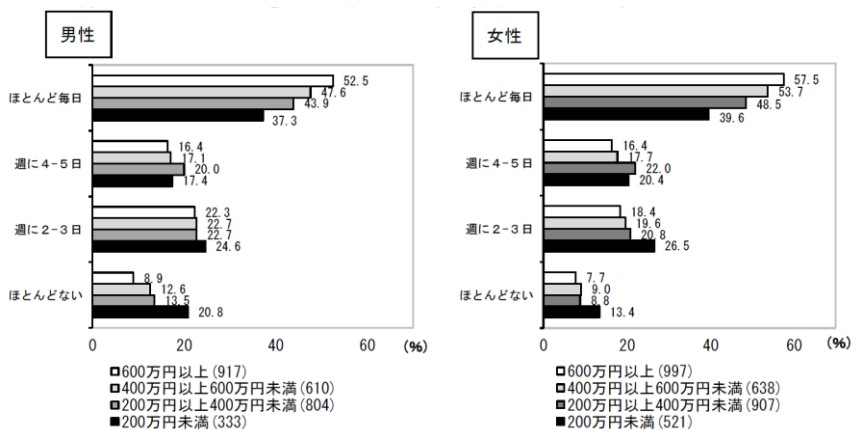 男性
ほとんど毎日
52.5
47.6
43.9
37.3
週に4-5日
16.4
17.1
20.0
17.4
週に2-3日
22.3
22.7
22.7
24.6
ほとんどない
8.9
12.6
13.5
20.8
0 20 40 60 (%)
□600万円以上(917)
□400万円以上600万円未満(610)
■200万円以上400万円未満(804)
■200万円未満(333)
女性
ほとんど毎日
57.5
53.7
48.5
39.6
週に4-5日
16.4
17.7
22.0
20.4
週に2-3日
18.4
19.6
20.8
26.5
ほとんどない
7.7
9.0
8.8
13.4
0 20 40 60 (%)
□600万円以上(997)
□400万円以上600万円未満(638)
■200万円以上400万円未満(907)
■200万円未満(521)